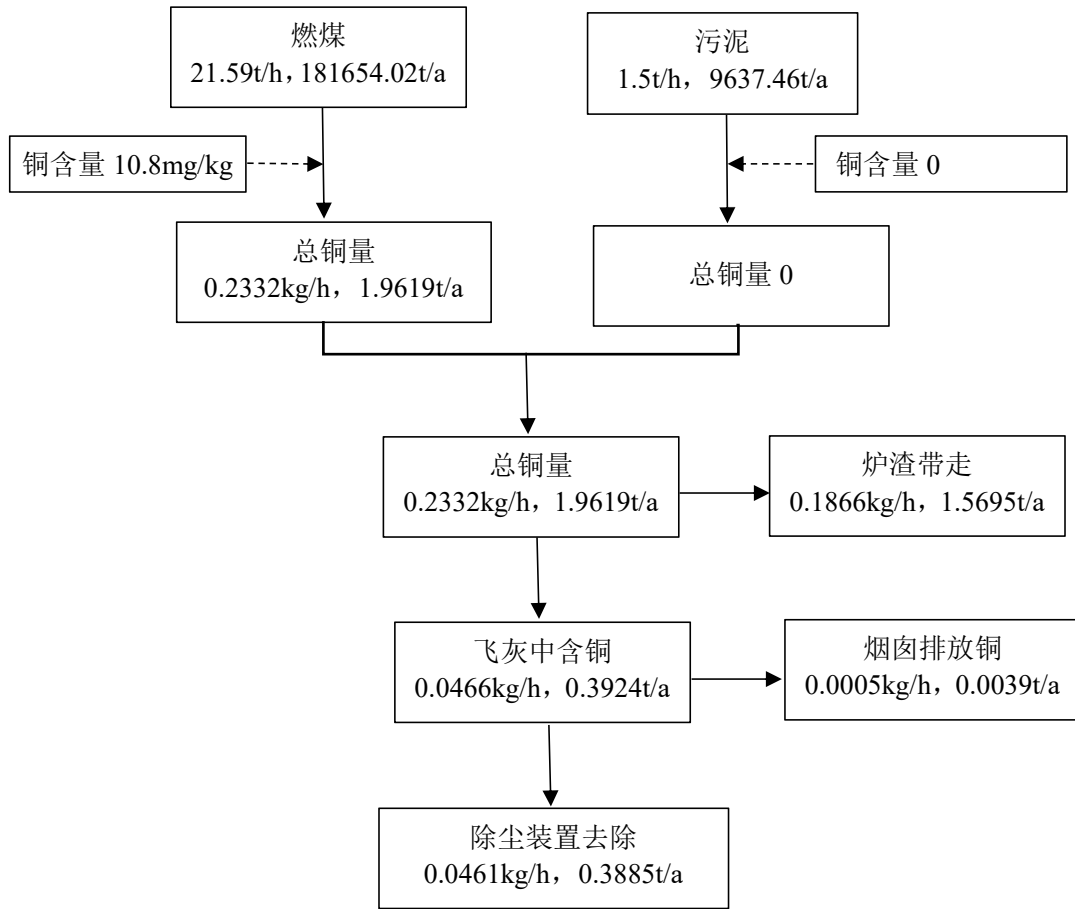 燃煤
21.59t/h，181654.02t/a
污泥
1.5t/h，9637.46t/a
铜含量 10.8mg/kg
铜含量 0
总铜量
0.2332kg/h，1.9619t/a
总铜量 0
总铜量
0.2332kg/h，1.9619t/a
炉渣带走
0.1866kg/h，1.5695t/a
飞灰中含铜
0.0466kg/h，0.3924t/a
烟囱排放铜
0.0005kg/h，0.0039t/a
除尘装置去除
0.0461kg/h，0.3885t/a